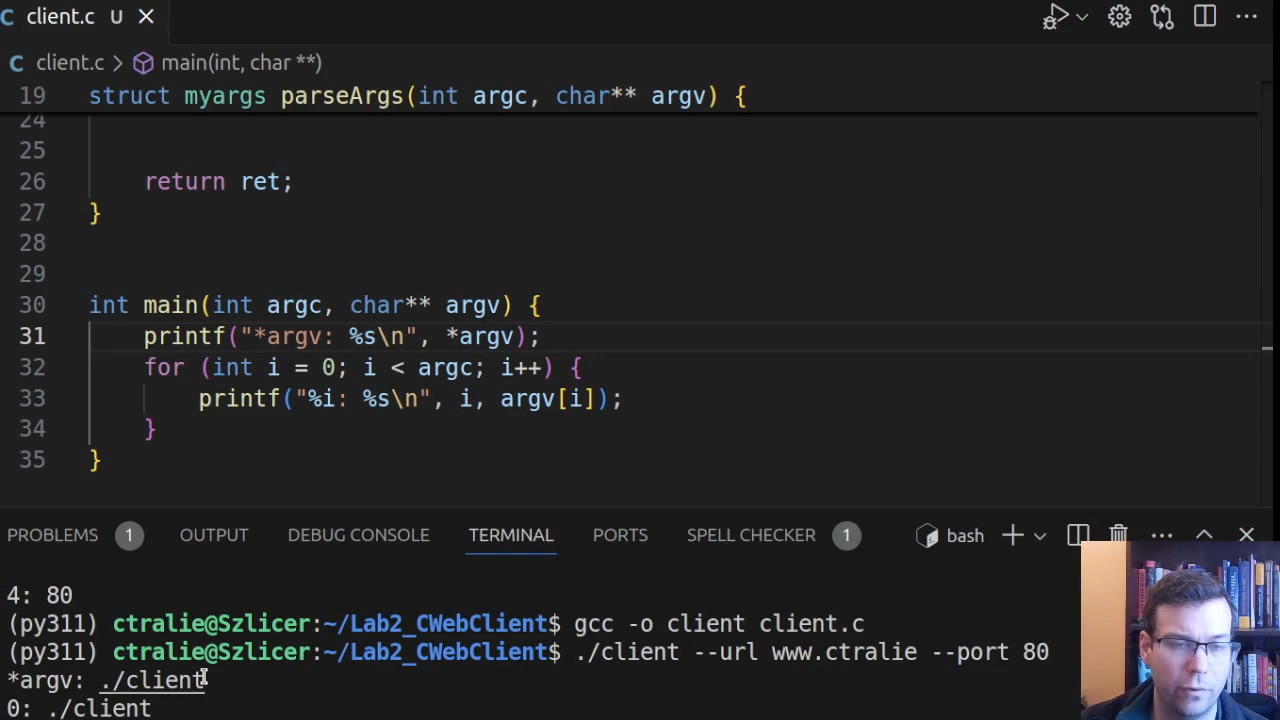 C client.c U
C client.c > main(int, char **)
19 struct myargs parseArgs(int argc, char** argv) {
24
25
26 return ret;
27 }
28
29
30 int main(int argc, char** argv) {
31 printf("*argv: %s\n", *argv);
32 for (int i = 0; i < argc; i++) {
33 printf("%i: %s\n", i, argv[i]);
34 }
35 }
PROBLEMS 1 OUTPUT DEBUG CONSOLE TERMINAL PORTS SPELL CHECKER 1 bash
4: 80
(py311) ctralie@Szlicer:~/Lab2_CWebClient$ gcc -o client client.c
(py311) ctralie@Szlicer:~/Lab2_CWebClient$ ./client --url www.ctralie --port 80
*argv: ./client
0: ./client